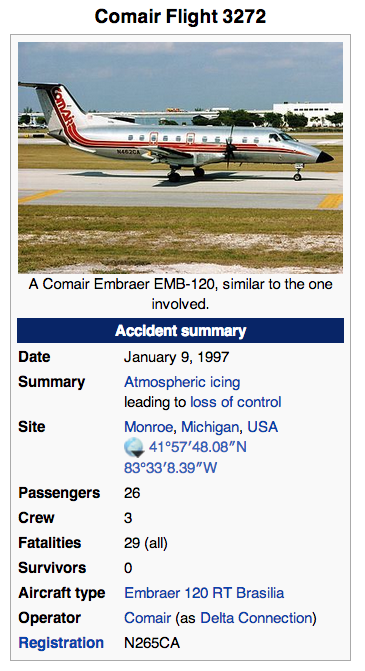 Comair Flight 3272
ComAir
N462CA
A Comair Embraer EMB-120, similar to the one
involved.
Accident summary
Date January 9, 1997
Summary Atmospheric icing
leading to loss of control
Site Monroe, Michigan, USA
41°57′48.08″N
83°33′8.39″W
Passengers 26
Crew 3
Fatalities 29 (all)
Survivors 0
Aircraft type Embraer 120 RT Brasilia
Operator Comair (as Delta Connection)
Registration N265CA